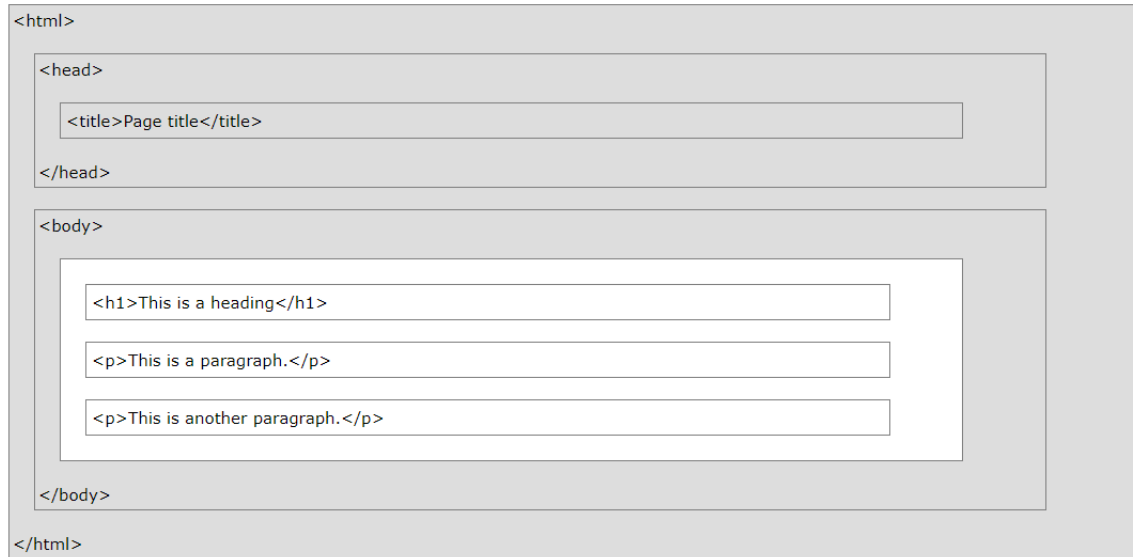 <html>
<head>
<title>Page title</title>
</head>
<body>
<h1>This is a heading</h1>
<p>This is a paragraph.</p>
<p>This is another paragraph.</p>
</body>
</html>